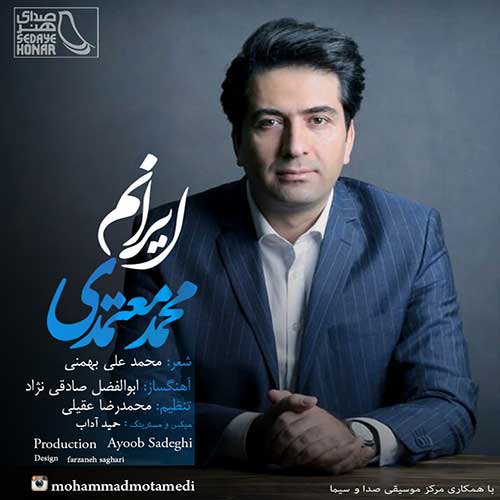 صدای
هنر
SEDAYE
HONAR
ایرانم
محمد معتمدی
شعر: محمد علی بهمنی
آهنگساز: ابوالفضل صادقی نژاد
تنظیم: محمدرضا عقیلی
میکس و مسترینگ : حمید آداب
Production Ayoob Sadeghi
Design farzaneh saghari
mohammadmotamedi
با همکاری مرکز موسیقی صدا و سیما